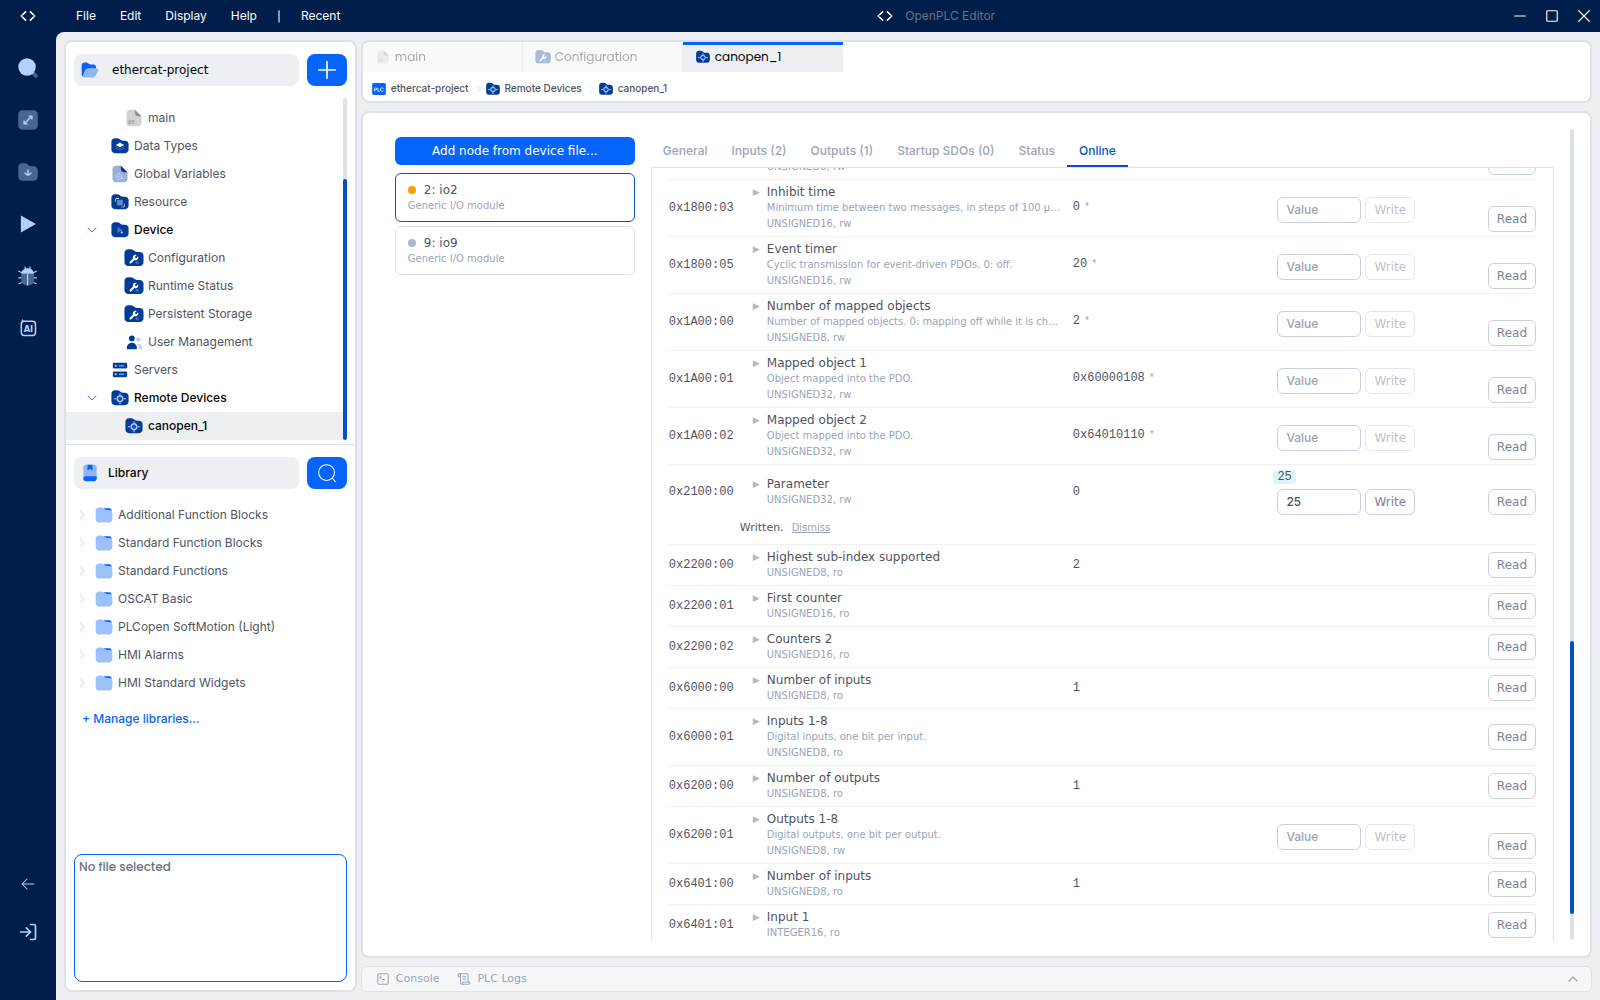 File Edit Display Help | Recent
OpenPLC Editor
ethercat-project
main
Data Types
Global Variables
Resource
Device
Configuration
Runtime Status
Persistent Storage
User Management
Servers
Remote Devices
canopen_1
Library
Additional Function Blocks
Standard Function Blocks
Standard Functions
OSCAT Basic
PLCopen SoftMotion (Light)
HMI Alarms
HMI Standard Widgets
+ Manage libraries...
No file selected
AI
main Configuration canopen_1
PLC ethercat-project Remote Devices canopen_1
Add node from device file...
2: io2
Generic I/O module
9: io9
Generic I/O module
General Inputs (2) Outputs (1) Startup SDOs (0) Status Online
0x1800:03 Inhibit time 0 * Value Write Read
Minimum time between two messages, in steps of 100 µ...
UNSIGNED16, rw
0x1800:05 Event timer 20 * Value Write Read
Cyclic transmission for event-driven PDOs. 0: off.
UNSIGNED16, rw
0x1A00:00 Number of mapped objects 2 * Value Write Read
Number of mapped objects. 0: mapping off while it is ch...
UNSIGNED8, rw
0x1A00:01 Mapped object 1 0x60000108 * Value Write Read
Object mapped into the PDO.
UNSIGNED32, rw
0x1A00:02 Mapped object 2 0x64010110 * Value Write Read
Object mapped into the PDO.
UNSIGNED32, rw
25
0x2100:00 Parameter 0 25 Write Read
UNSIGNED32, rw
Written. Dismiss
0x2200:00 Highest sub-index supported 2 Read
UNSIGNED8, ro
0x2200:01 First counter Read
UNSIGNED16, ro
0x2200:02 Counters 2 Read
UNSIGNED16, ro
0x6000:00 Number of inputs 1 Read
UNSIGNED8, ro
0x6000:01 Inputs 1-8 Read
Digital inputs, one bit per input.
UNSIGNED8, ro
0x6200:00 Number of outputs 1 Read
UNSIGNED8, ro
0x6200:01 Outputs 1-8 Value Write Read
Digital outputs, one bit per output.
UNSIGNED8, rw
0x6401:00 Number of inputs 1 Read
UNSIGNED8, ro
0x6401:01 Input 1 Read
INTEGER16, ro
Console PLC Logs